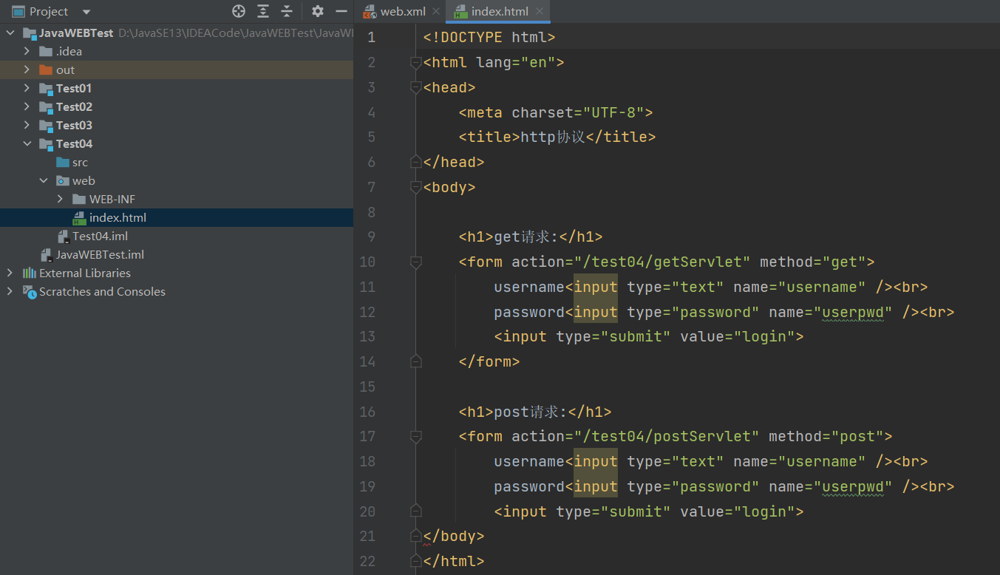 Project
JavaWEBTest D:\JavaSE13\IDEACode\JavaWEBTest\JavaWI
.idea
out
Test01
Test02
Test03
Test04
src
web
WEB-INF
index.html
Test04.iml
JavaWEBTest.iml
External Libraries
Scratches and Consoles
web.xml index.html
1 <!DOCTYPE html>
2 <html lang="en">
3 <head>
4 <meta charset="UTF-8">
5 <title>http协议</title>
6 </head>
7 <body>
8
9 <h1>get请求:</h1>
10 <form action="/test04/getServlet" method="get">
11 username<input type="text" name="username" /><br>
12 password<input type="password" name="userpwd" /><br>
13 <input type="submit" value="login">
14 </form>
15
16 <h1>post请求:</h1>
17 <form action="/test04/postServlet" method="post">
18 username<input type="text" name="username" /><br>
19 password<input type="password" name="userpwd" /><br>
20 <input type="submit" value="login">
21 </body>
22 </html>